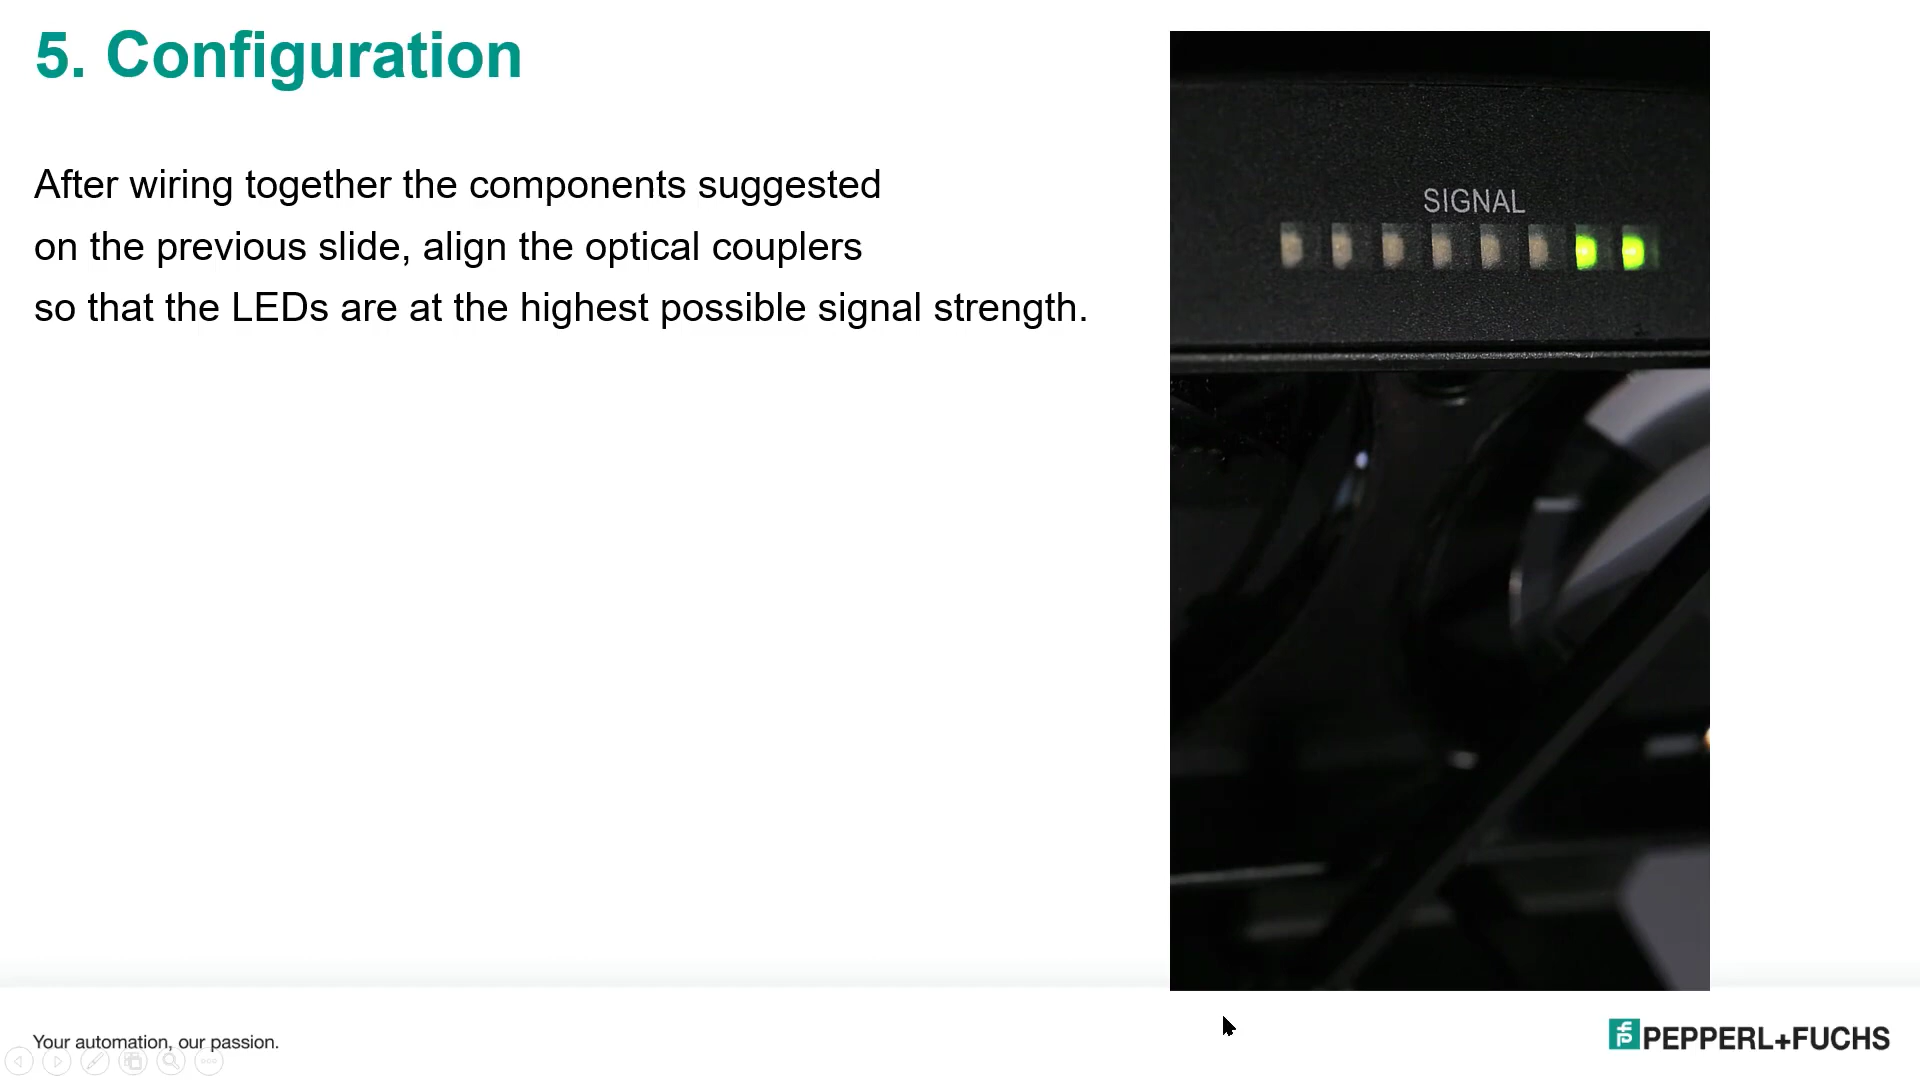 5. Configuration
After wiring together the components suggested
on the previous slide, align the optical couplers
so that the LEDs are at the highest possible signal strength.
SIGNAL
Your automation, our passion.
PEPPERL+FUCHS